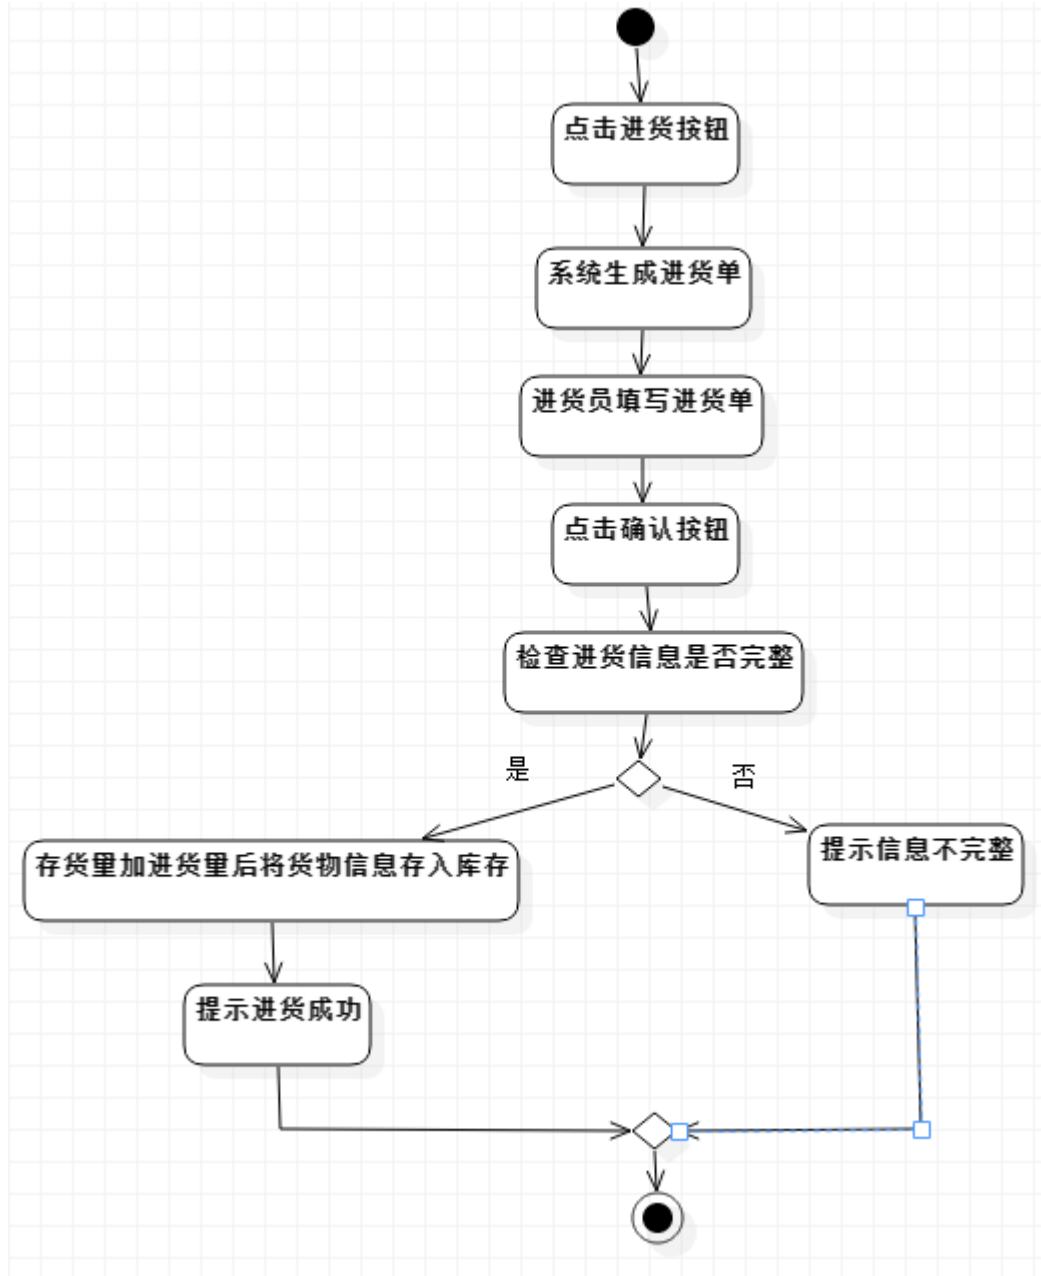 点击进货按钮
系统生成进货单
进货员填写进货单
点击确认按钮
检查进货信息是否完整
是
否
存货量加进货量后将货物信息存入库存
提示信息不完整
提示进货成功